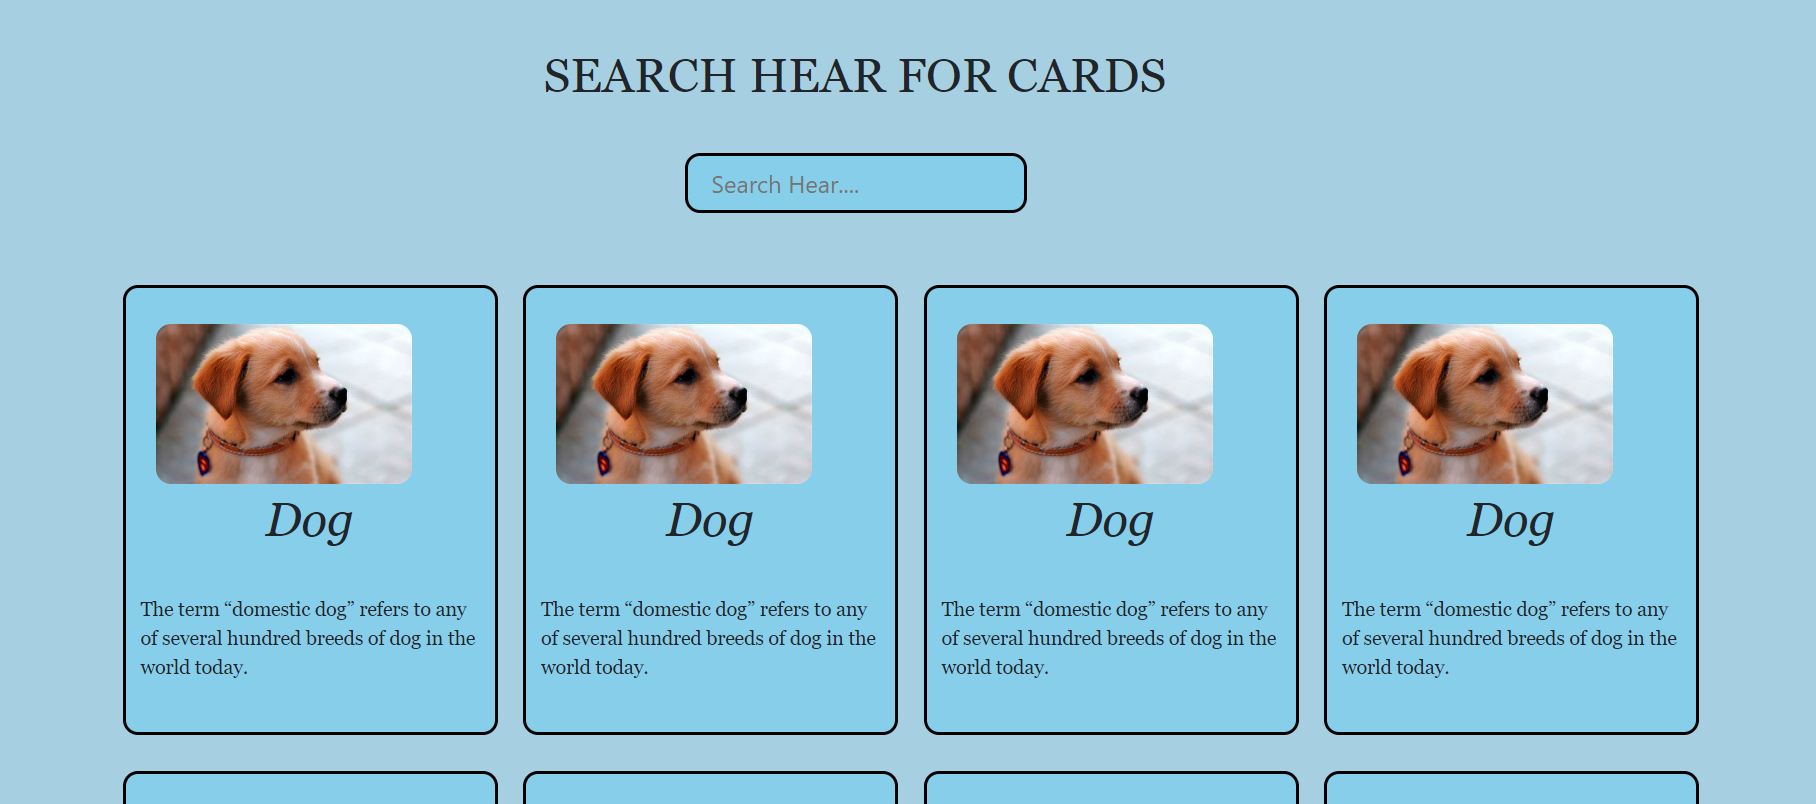 SEARCH HEAR FOR CARDS
Search Hear....
Dog
The term “domestic dog” refers to any
of several hundred breeds of dog in the
world today.
Dog
The term “domestic dog” refers to any
of several hundred breeds of dog in the
world today.
Dog
The term “domestic dog” refers to any
of several hundred breeds of dog in the
world today.
Dog
The term “domestic dog” refers to any
of several hundred breeds of dog in the
world today.